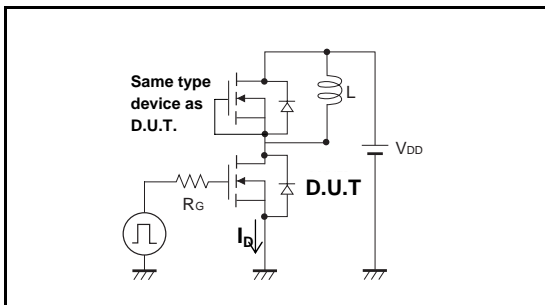 Same type
device as
D.U.T.
L
VDD
D.U.T
RG
ID